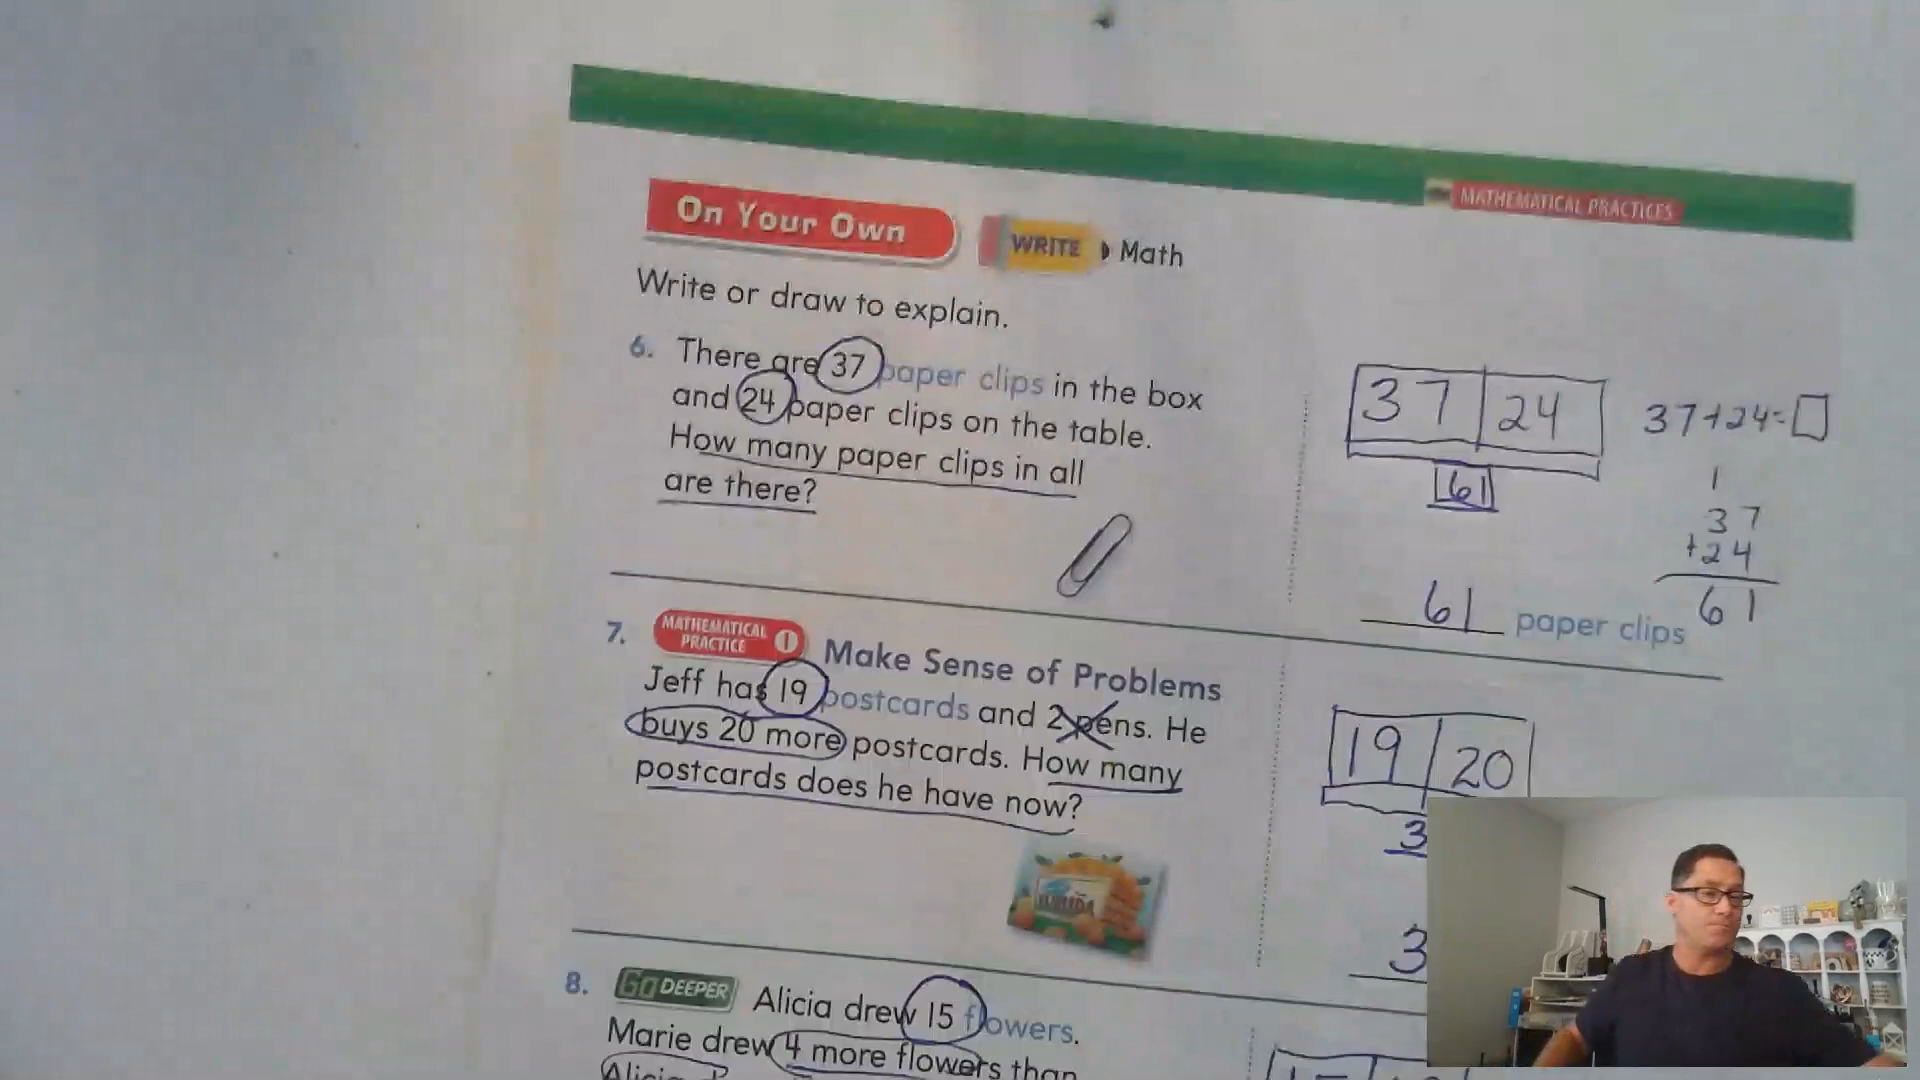 MATHEMATICAL PRACTICES
On Your Own
WRITE Math
Write or draw to explain.
6. There are 37 paper clips in the box
and 24 paper clips on the table.
How many paper clips in all
are there?
37 24
61
37+24=
1
37
+24
61
61 paper clips
7. MATHEMATICAL PRACTICE 1 Make Sense of Problems
Jeff has 19 postcards and 2 pens. He
buys 20 more postcards. How many
postcards does he have now?
19 20
3
3
FLORIDA
8. GO DEEPER Alicia drew 15 flowers.
Marie drew 4 more flowers than
Alicia